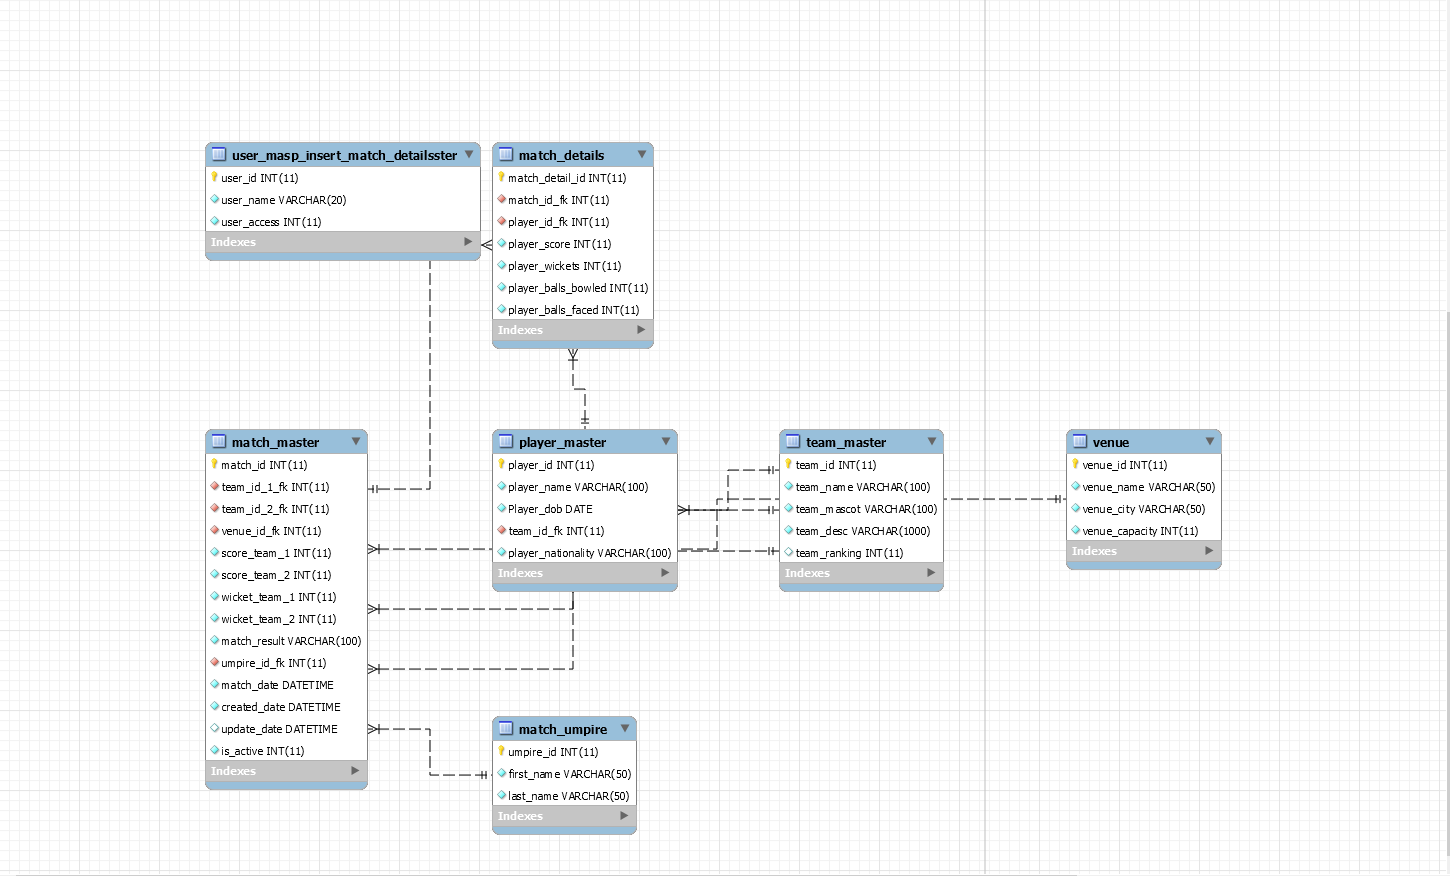 user_masp_insert_match_detailsster
user_id INT(11)
user_name VARCHAR(20)
user_access INT(11)
Indexes
match_details
match_detail_id INT(11)
match_id_fk INT(11)
player_id_fk INT(11)
player_score INT(11)
player_wickets INT(11)
player_balls_bowled INT(11)
player_balls_faced INT(11)
Indexes
match_master
match_id INT(11)
team_id_1_fk INT(11)
team_id_2_fk INT(11)
venue_id_fk INT(11)
score_team_1 INT(11)
score_team_2 INT(11)
wicket_team_1 INT(11)
wicket_team_2 INT(11)
match_result VARCHAR(100)
umpire_id_fk INT(11)
match_date DATETIME
created_date DATETIME
update_date DATETIME
is_active INT(11)
Indexes
player_master
player_id INT(11)
player_name VARCHAR(100)
Player_dob DATE
team_id_fk INT(11)
player_nationality VARCHAR(100)
Indexes
team_master
team_id INT(11)
team_name VARCHAR(100)
team_mascot VARCHAR(100)
team_desc VARCHAR(1000)
team_ranking INT(11)
Indexes
venue
venue_id INT(11)
venue_name VARCHAR(50)
venue_city VARCHAR(50)
venue_capacity INT(11)
Indexes
match_umpire
umpire_id INT(11)
first_name VARCHAR(50)
last_name VARCHAR(50)
Indexes